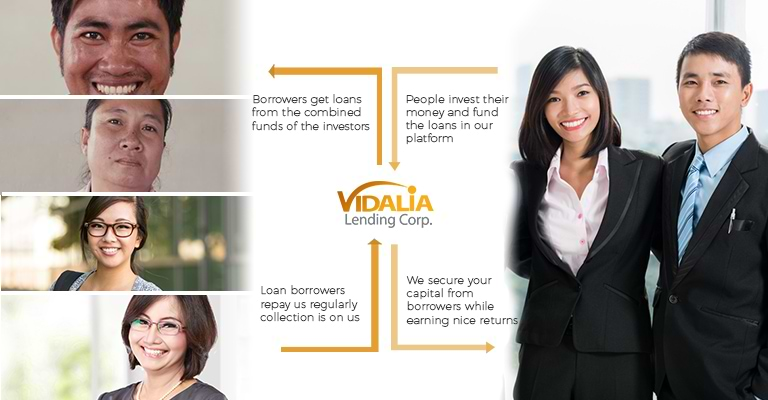 Borrowers get loans
from the combined
funds of the investors
People invest their
money and fund
the loans in our
platform
VIDALIA
Lending Corp.
Loan borrowers
repay us regularly
collection is on us
We secure your
capital from
borrowers while
earning nice returns